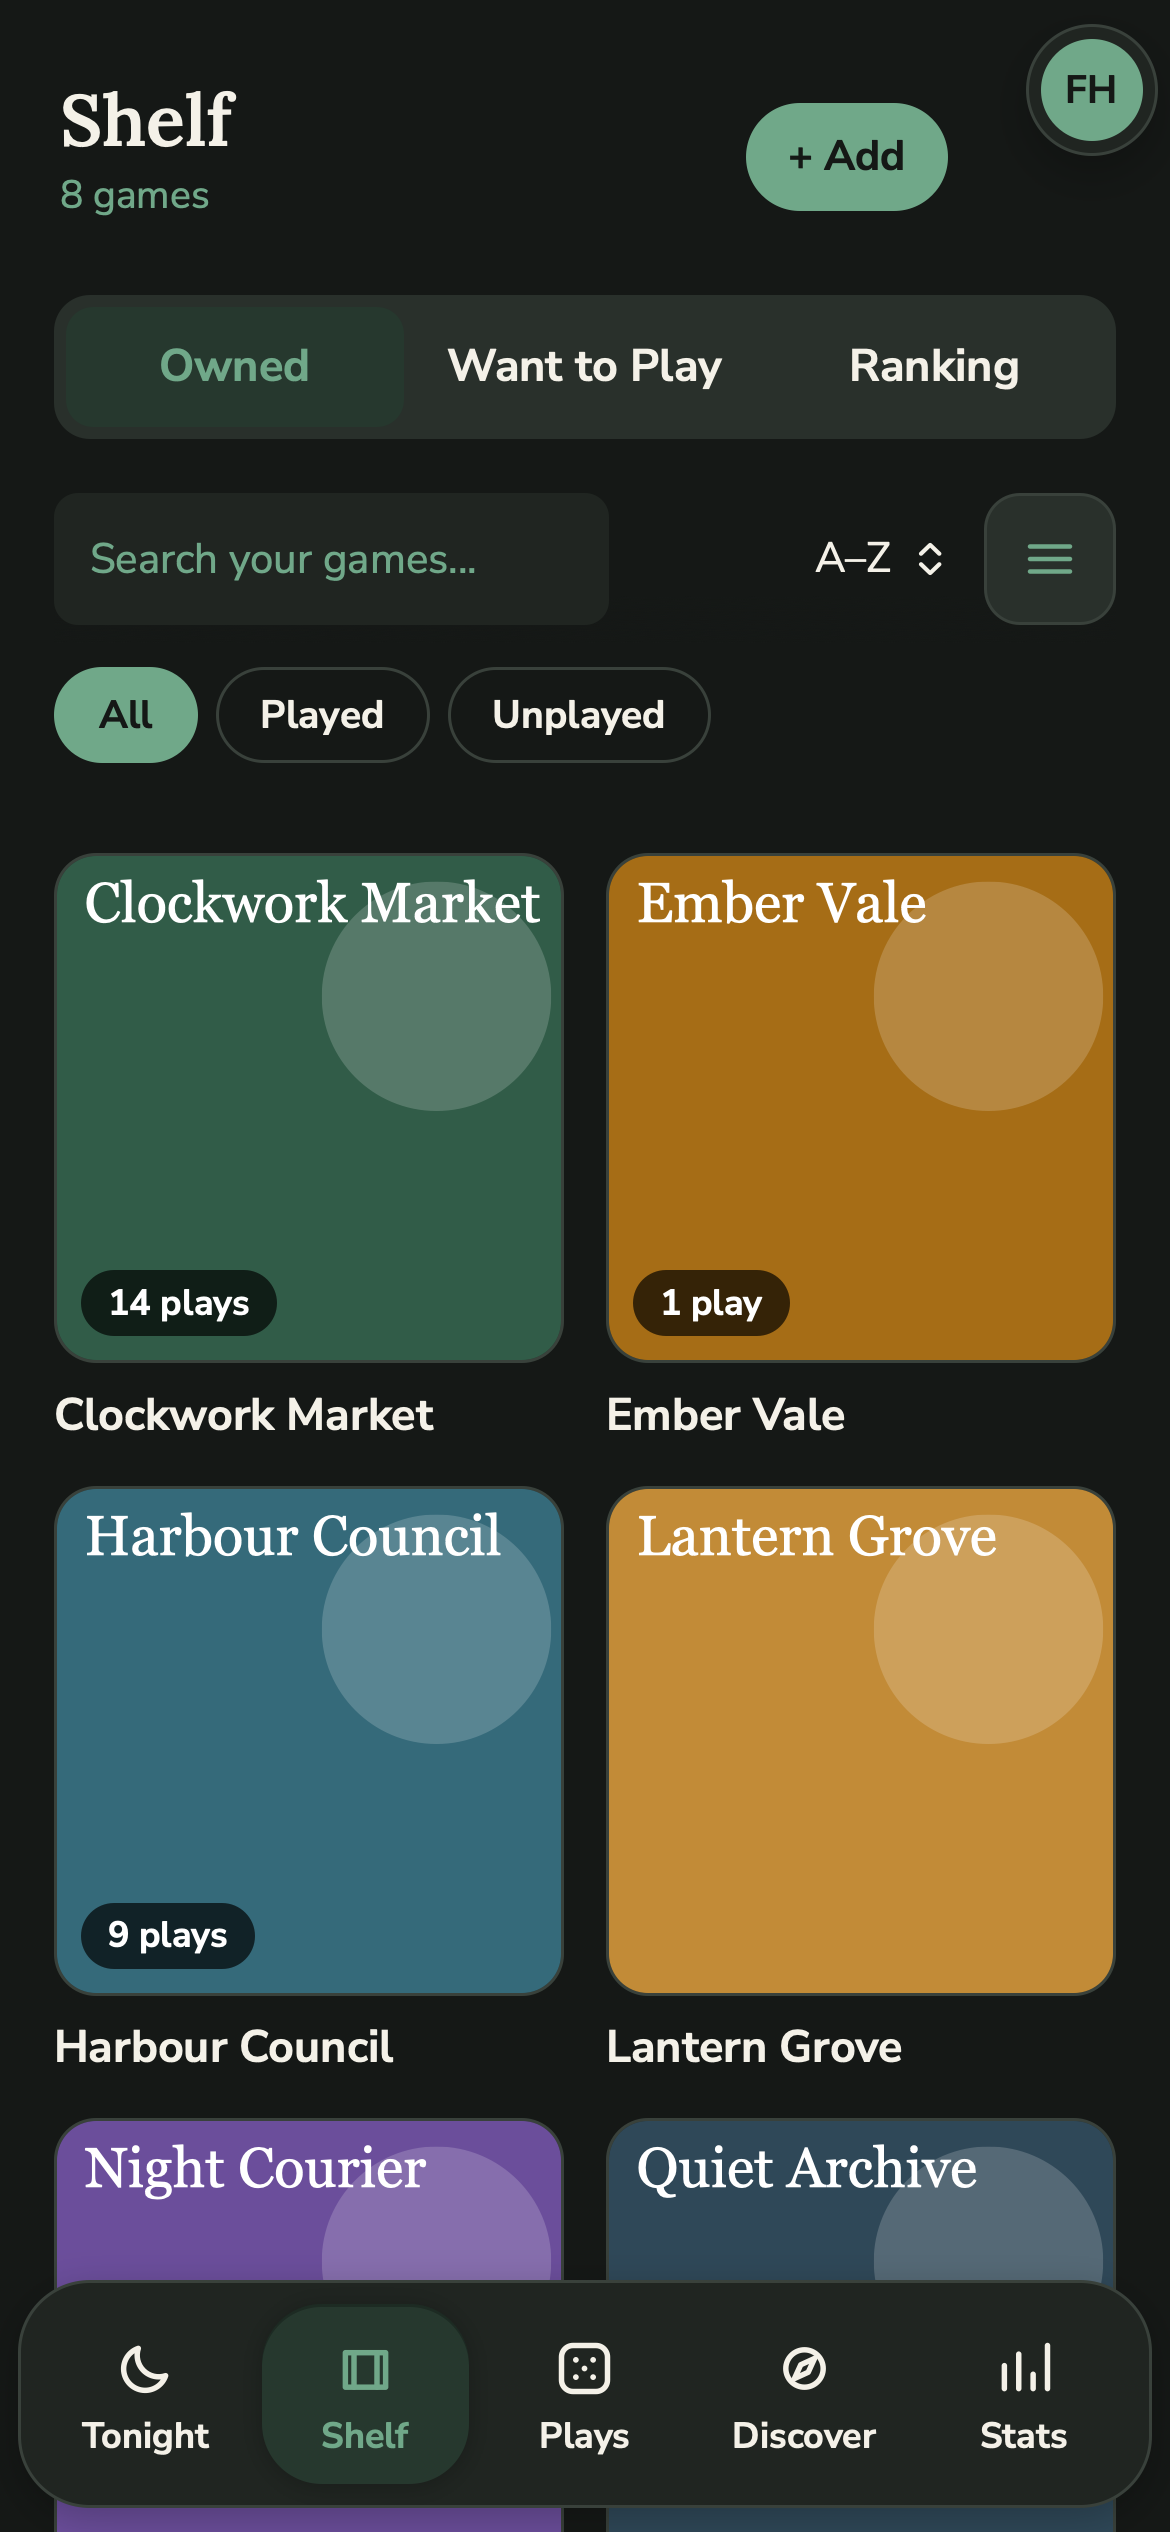 Shelf
8 games
+ Add
FH
Owned
Want to Play
Ranking
Search your games...
A–Z
All
Played
Unplayed
Clockwork Market
14 plays
Clockwork Market
Ember Vale
1 play
Ember Vale
Harbour Council
9 plays
Harbour Council
Lantern Grove
Lantern Grove
Night Courier
Quiet Archive
Tonight
Shelf
Plays
Discover
Stats